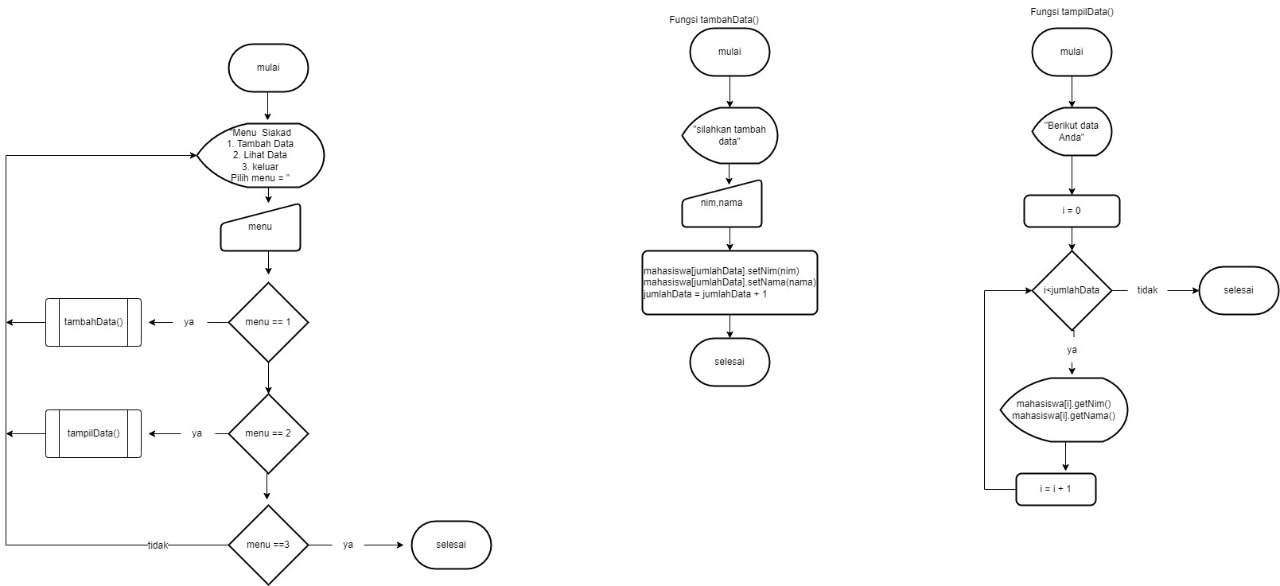 mulai
"Menu Siakad
1. Tambah Data
2. Lihat Data
3. keluar
Pilih menu = "
menu
menu == 1
ya
tambahData()
menu == 2
ya
tampilData()
menu ==3
tidak
ya
selesai
Fungsi tambahData()
mulai
"silahkan tambah
data"
nim,nama
mahasiswa[jumlahData].setNim(nim)
mahasiswa[jumlahData].setNama(nama)
jumlahData = jumlahData + 1
selesai
Fungsi tampilData()
mulai
"Berikut data
Anda"
i = 0
i<jumlahData
tidak
selesai
ya
mahasiswa[i].getNim()
mahasiswa[i].getNama()
i = i + 1